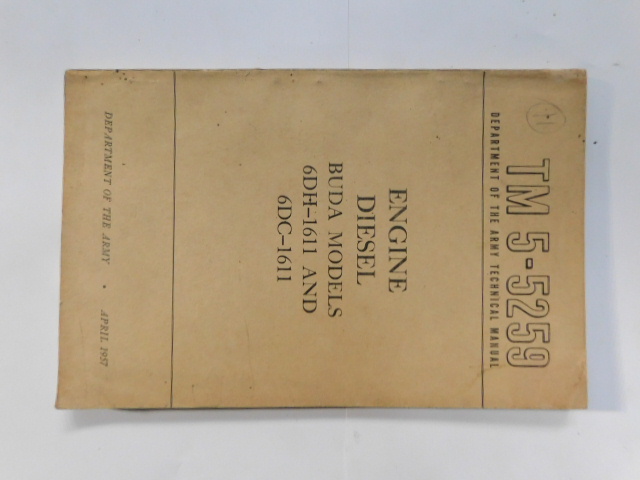 TM 5-5259
DEPARTMENT OF THE ARMY TECHNICAL MANUAL
ENGINE
DIESEL
BUDA MODELS
6DH-1611 AND
6DC-1611
DEPARTMENT OF THE ARMY • APRIL 1957